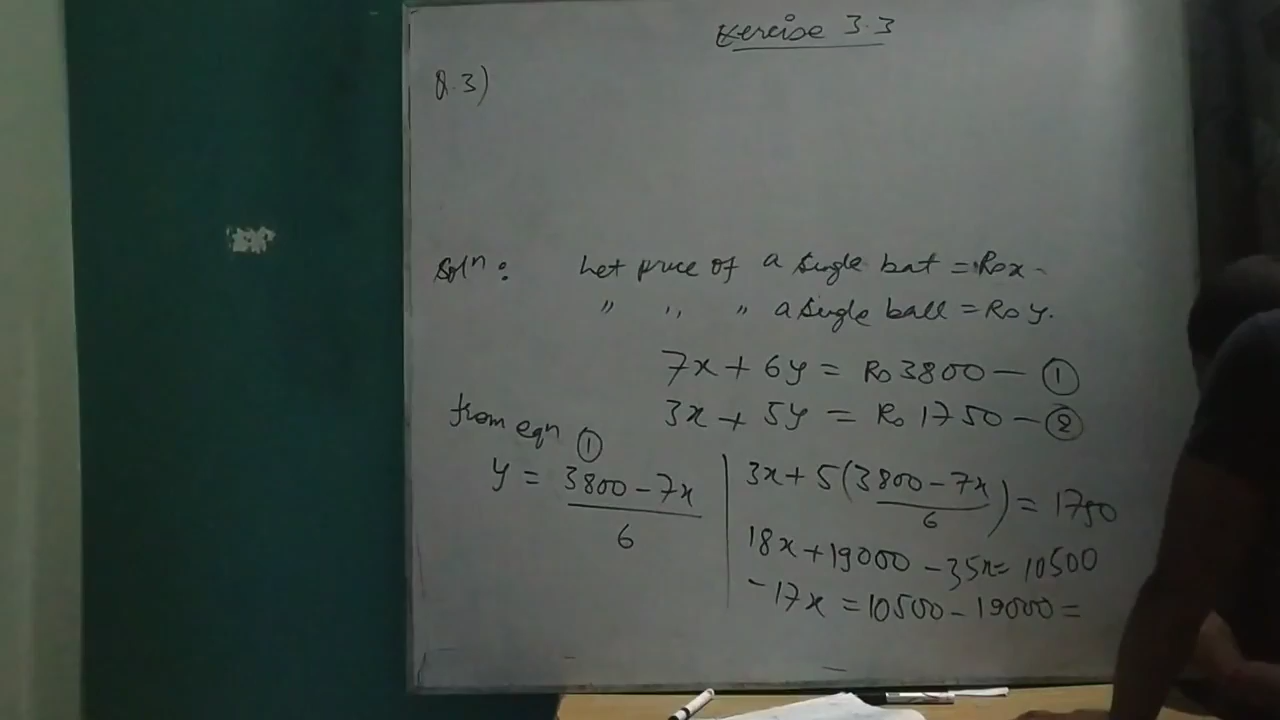 Exercise 3.3
Q.3)
Solⁿ: Let price of a single bat = Rs x
" " " a single ball = Rs y.
7x + 6y = Rs 3800 — ①
3x + 5y = Rs 1750 — ②
from eqn ①
y = (3800 - 7x)/6
3x + 5((3800 - 7x)/6) = 1750
18x + 19000 - 35x = 10500
-17x = 10500 - 19000 =